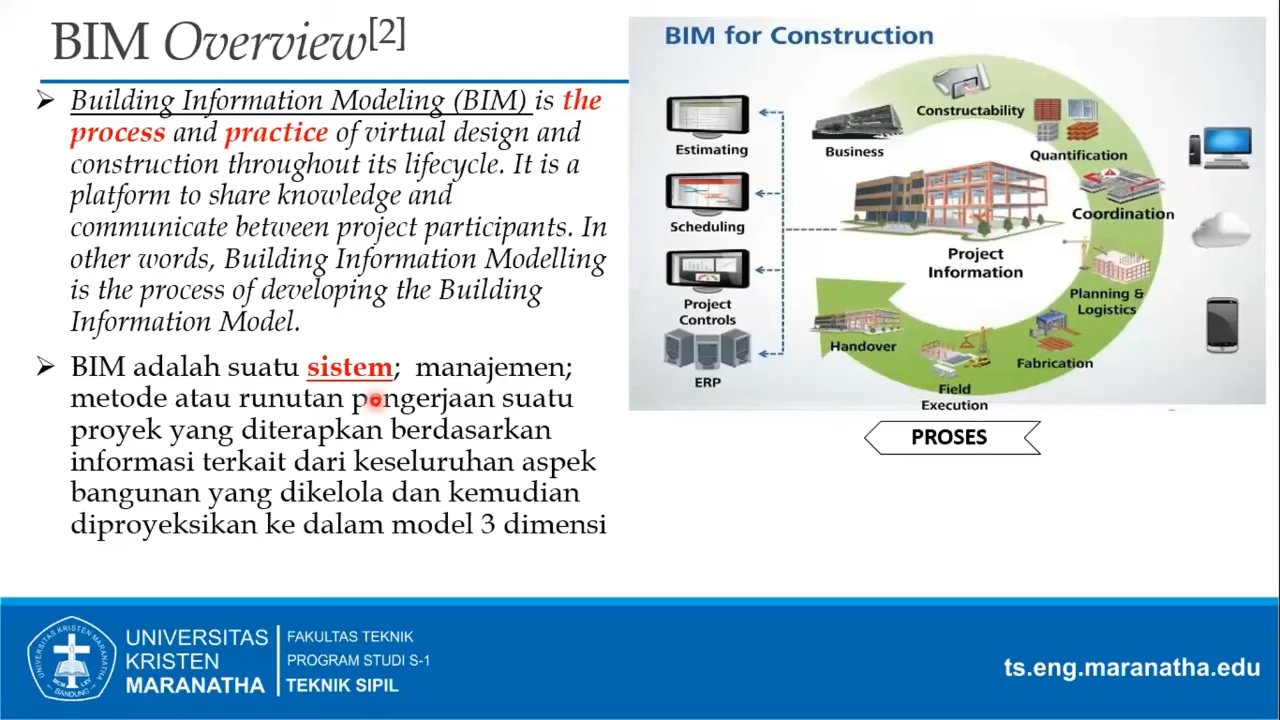 BIM Overview[2]
➢ Building Information Modeling (BIM) is the
process and practice of virtual design and
construction throughout its lifecycle. It is a
platform to share knowledge and
communicate between project participants. In
other words, Building Information Modelling
is the process of developing the Building
Information Model.
➢ BIM adalah suatu sistem; manajemen;
metode atau runutan pengerjaan suatu
proyek yang diterapkan berdasarkan
informasi terkait dari keseluruhan aspek
bangunan yang dikelola dan kemudian
diproyeksikan ke dalam model 3 dimensi
BIM for Construction
Estimating
Scheduling
Project
Controls
ERP
Business
Constructability
Quantification
Coordination
Planning &
Logistics
Fabrication
Field
Execution
Handover
Project
Information
PROSES
UNIVERSITAS KRISTEN MARANATHA
BANDUNG
UNIVERSITAS
KRISTEN
MARANATHA
FAKULTAS TEKNIK
PROGRAM STUDI S-1
TEKNIK SIPIL
ts.eng.maranatha.edu